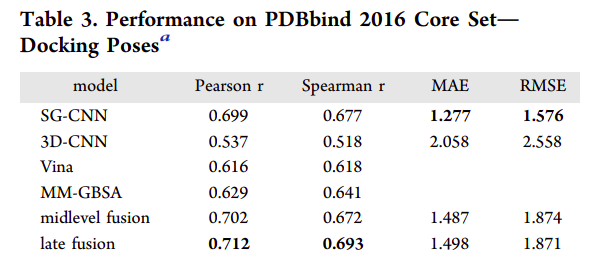 Table 3. Performance on PDBbind 2016 Core Set—
Docking Posesa
model Pearson r Spearman r MAE RMSE
SG-CNN 0.699 0.677 1.277 1.576
3D-CNN 0.537 0.518 2.058 2.558
Vina 0.616 0.618
MM-GBSA 0.629 0.641
midlevel fusion 0.702 0.672 1.487 1.874
late fusion 0.712 0.693 1.498 1.871